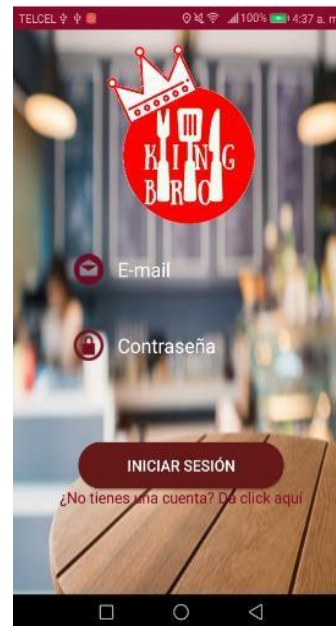 TELCEL 100% 4:37 a. m.
KING
BRO
E-mail
Contraseña
INICIAR SESIÓN
¿No tienes una cuenta? Da click aquí